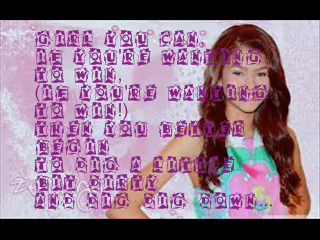 GIRL YOU CAN,
IF YOU'RE WANTING
TO WIN,
(IF YOU'RE WANTING
TO WIN!)
THEN YOU BETTER
BEGIN
TO DIG A LITTLE
BIT DIRTY
AND DIG DIG DOWN...